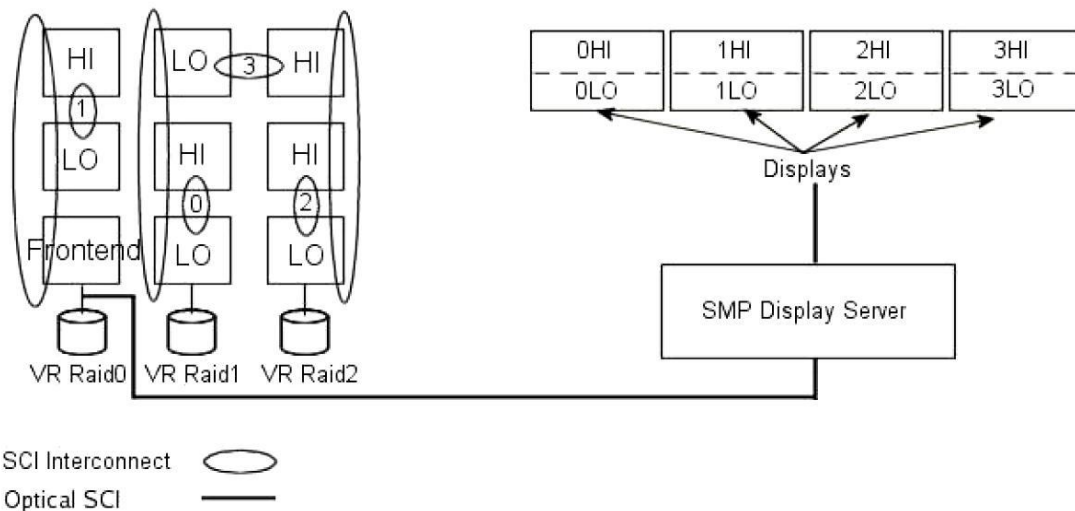 HI LO HI
3
1
LO HI HI
0 2
Frontend LO LO
VR Raid0 VR Raid1 VR Raid2
0HI 1HI 2HI 3HI
0LO 1LO 2LO 3LO
Displays
SMP Display Server
SCI Interconnect
Optical SCI